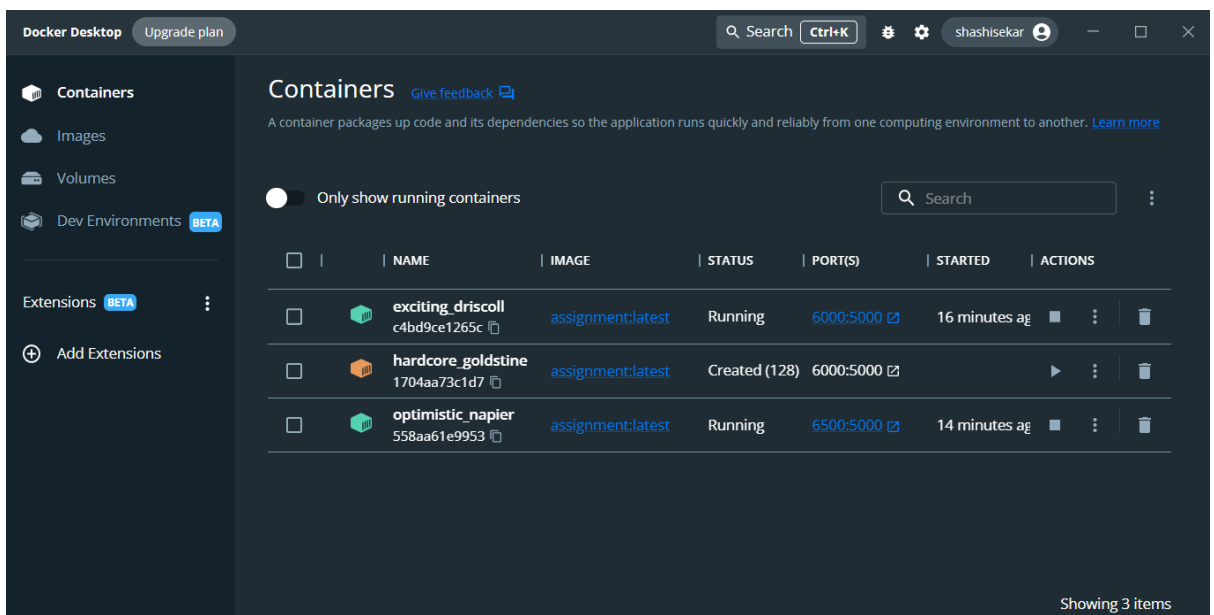 Docker Desktop Upgrade plan Search Ctrl+K shashisekar
Containers
Images
Volumes
Dev Environments BETA
Extensions BETA
Add Extensions
Containers Give feedback
A container packages up code and its dependencies so the application runs quickly and reliably from one computing environment to another. Learn more
Only show running containers Search
NAME IMAGE STATUS PORT(S) STARTED ACTIONS
exciting_driscoll
c4bd9ce1265c assignment:latest Running 6000:5000 16 minutes ag
hardcore_goldstine
1704aa73c1d7 assignment:latest Created (128) 6000:5000
optimistic_napier
558aa61e9953 assignment:latest Running 6500:5000 14 minutes ag
Showing 3 items